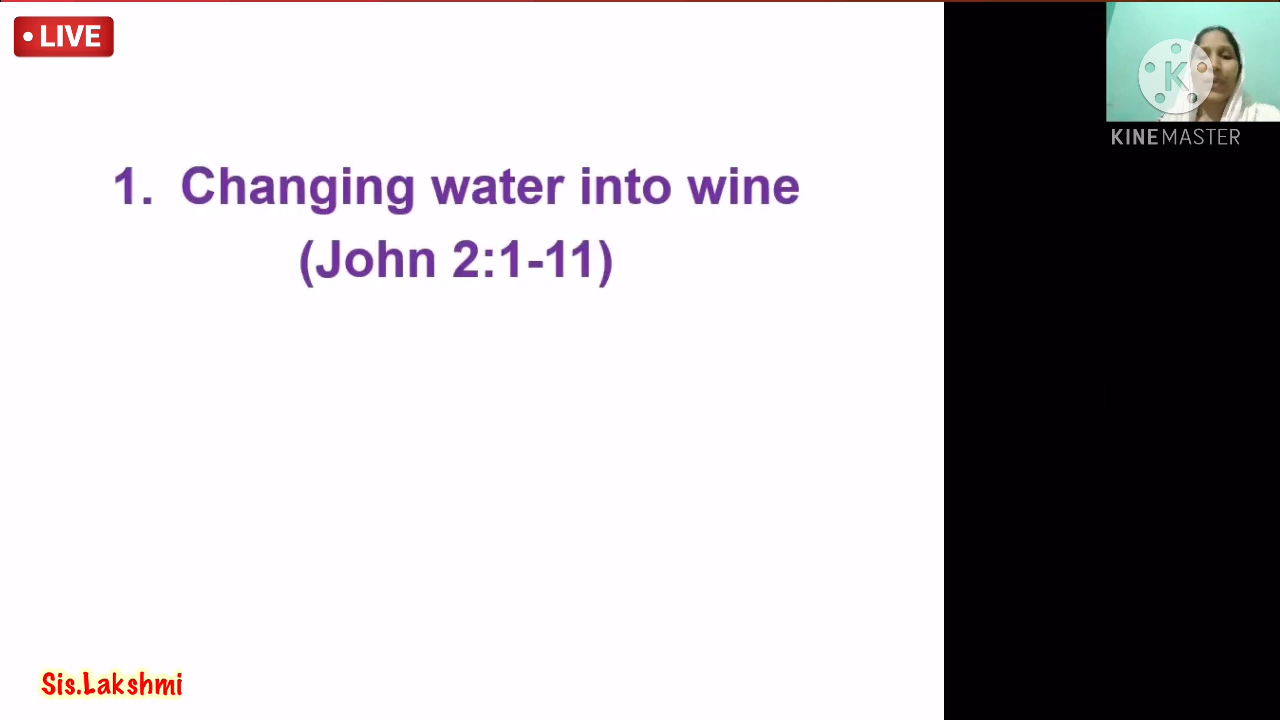 LIVE
1. Changing water into wine
(John 2:1-11)
K
KINEMASTER
Sis.Lakshmi